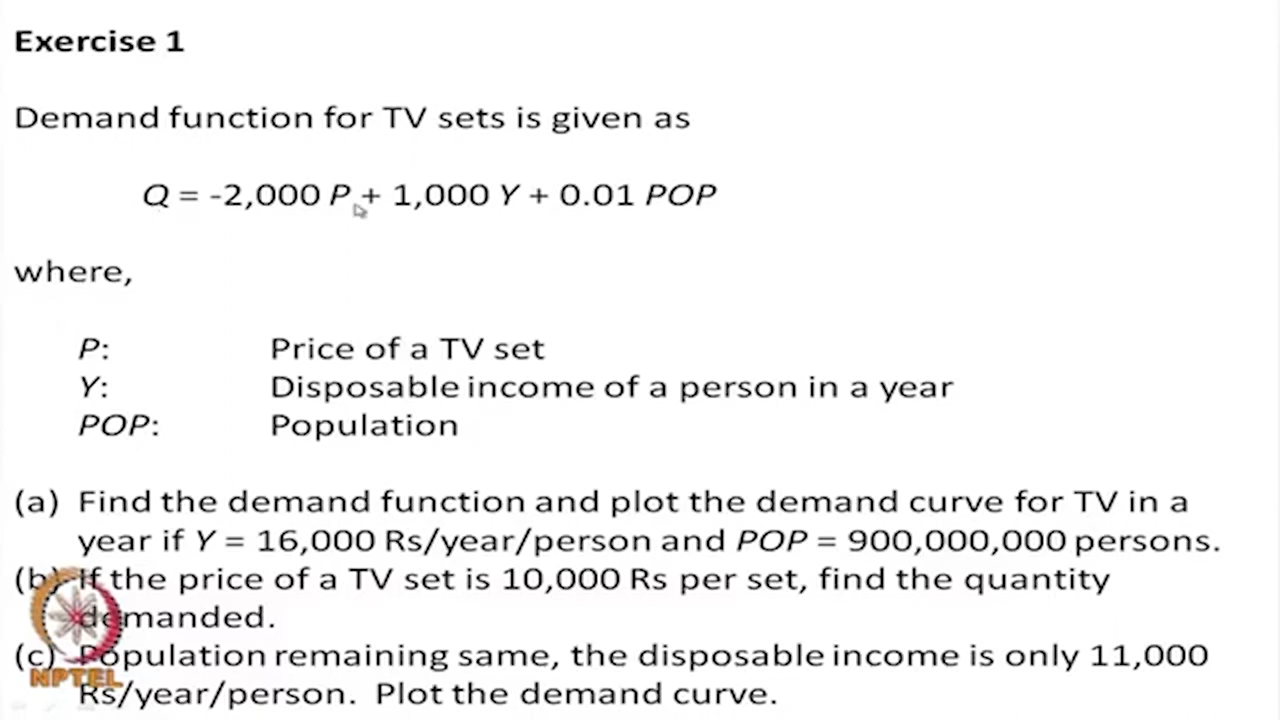 Exercise 1
Demand function for TV sets is given as
Q = -2,000 P + 1,000 Y + 0.01 POP
where,
P: Price of a TV set
Y: Disposable income of a person in a year
POP: Population
(a) Find the demand function and plot the demand curve for TV in a
year if Y = 16,000 Rs/year/person and POP = 900,000,000 persons.
(b) If the price of a TV set is 10,000 Rs per set, find the quantity
demanded.
(c) Population remaining same, the disposable income is only 11,000
Rs/year/person. Plot the demand curve.
NPTEL